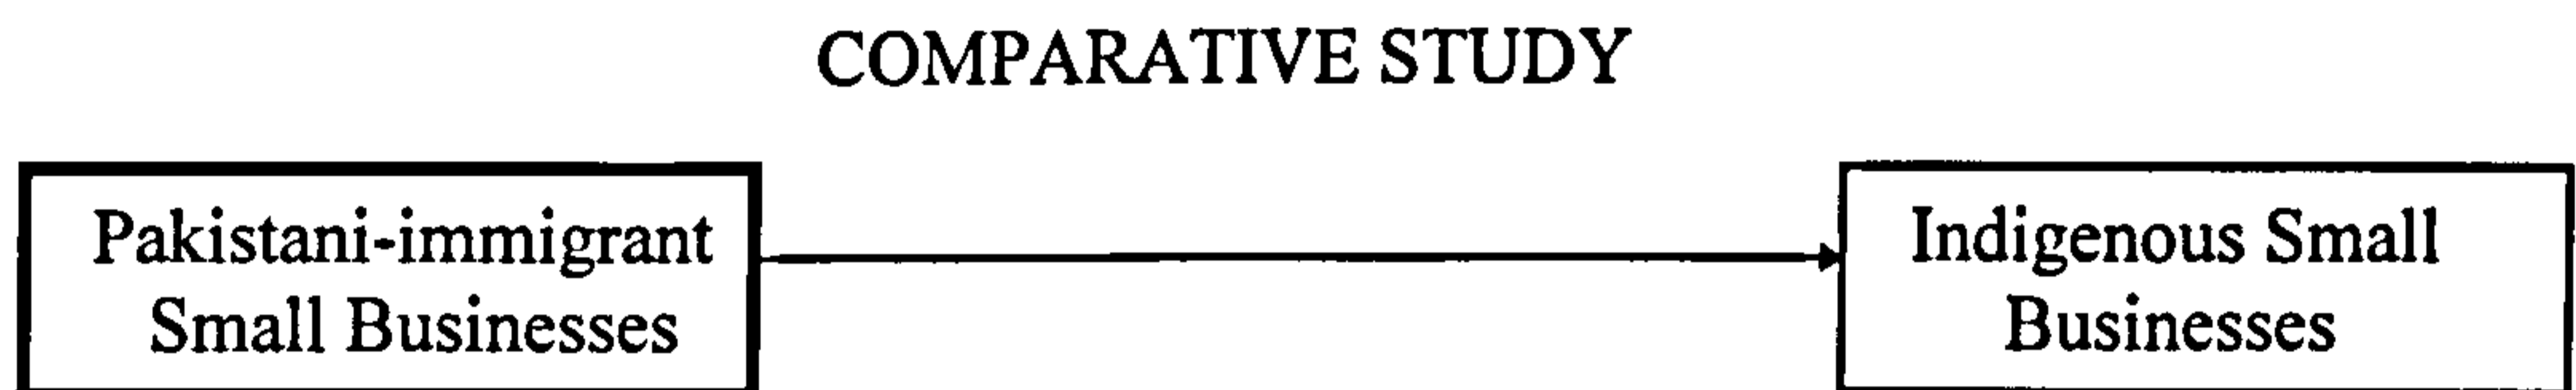 COMPARATIVE STUDY
Pakistani-immigrant
Small Businesses
Indigenous Small
Businesses